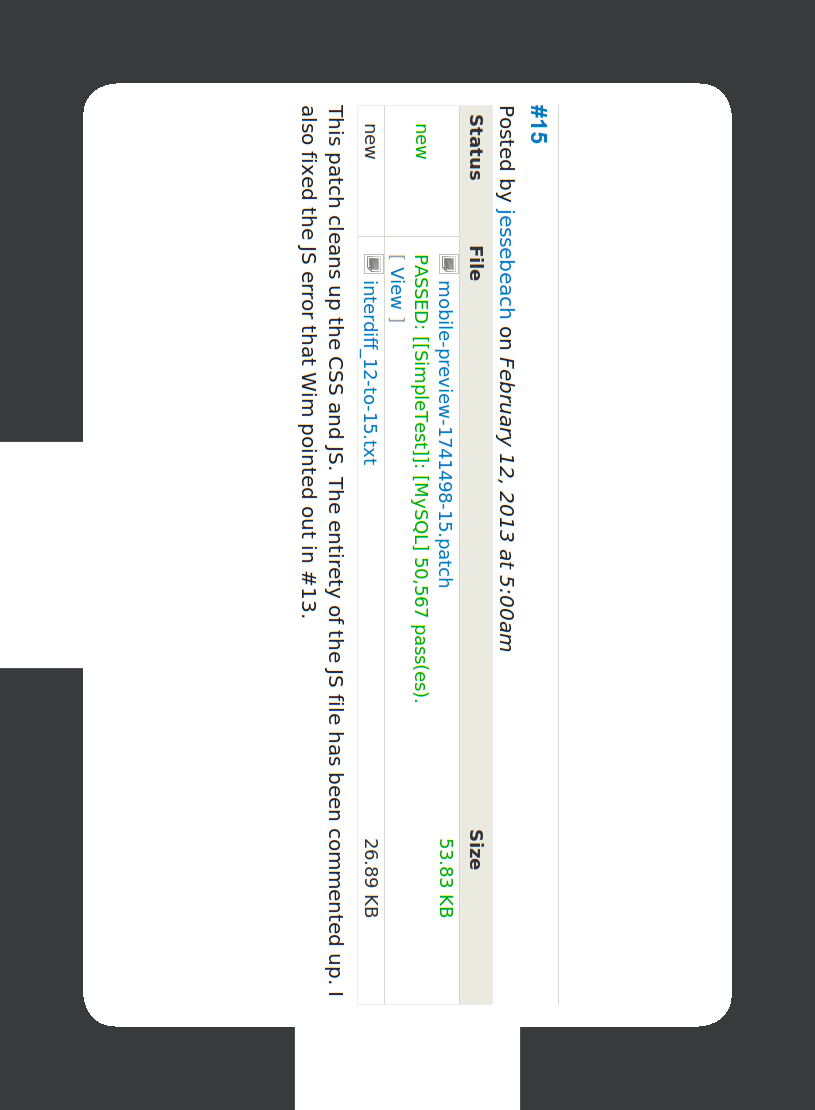 #15
Posted by jessebeach on February 12, 2013 at 5:00am
Status File Size
new mobile-preview-1741498-15.patch 53.83 KB
PASSED: [[SimpleTest]]: [MySQL] 50,567 pass(es).
[ View ]
new interdiff_12-to-15.txt 26.89 KB
This patch cleans up the CSS and JS. The entirety of the JS file has been commented up. I
also fixed the JS error that Wim pointed out in #13.